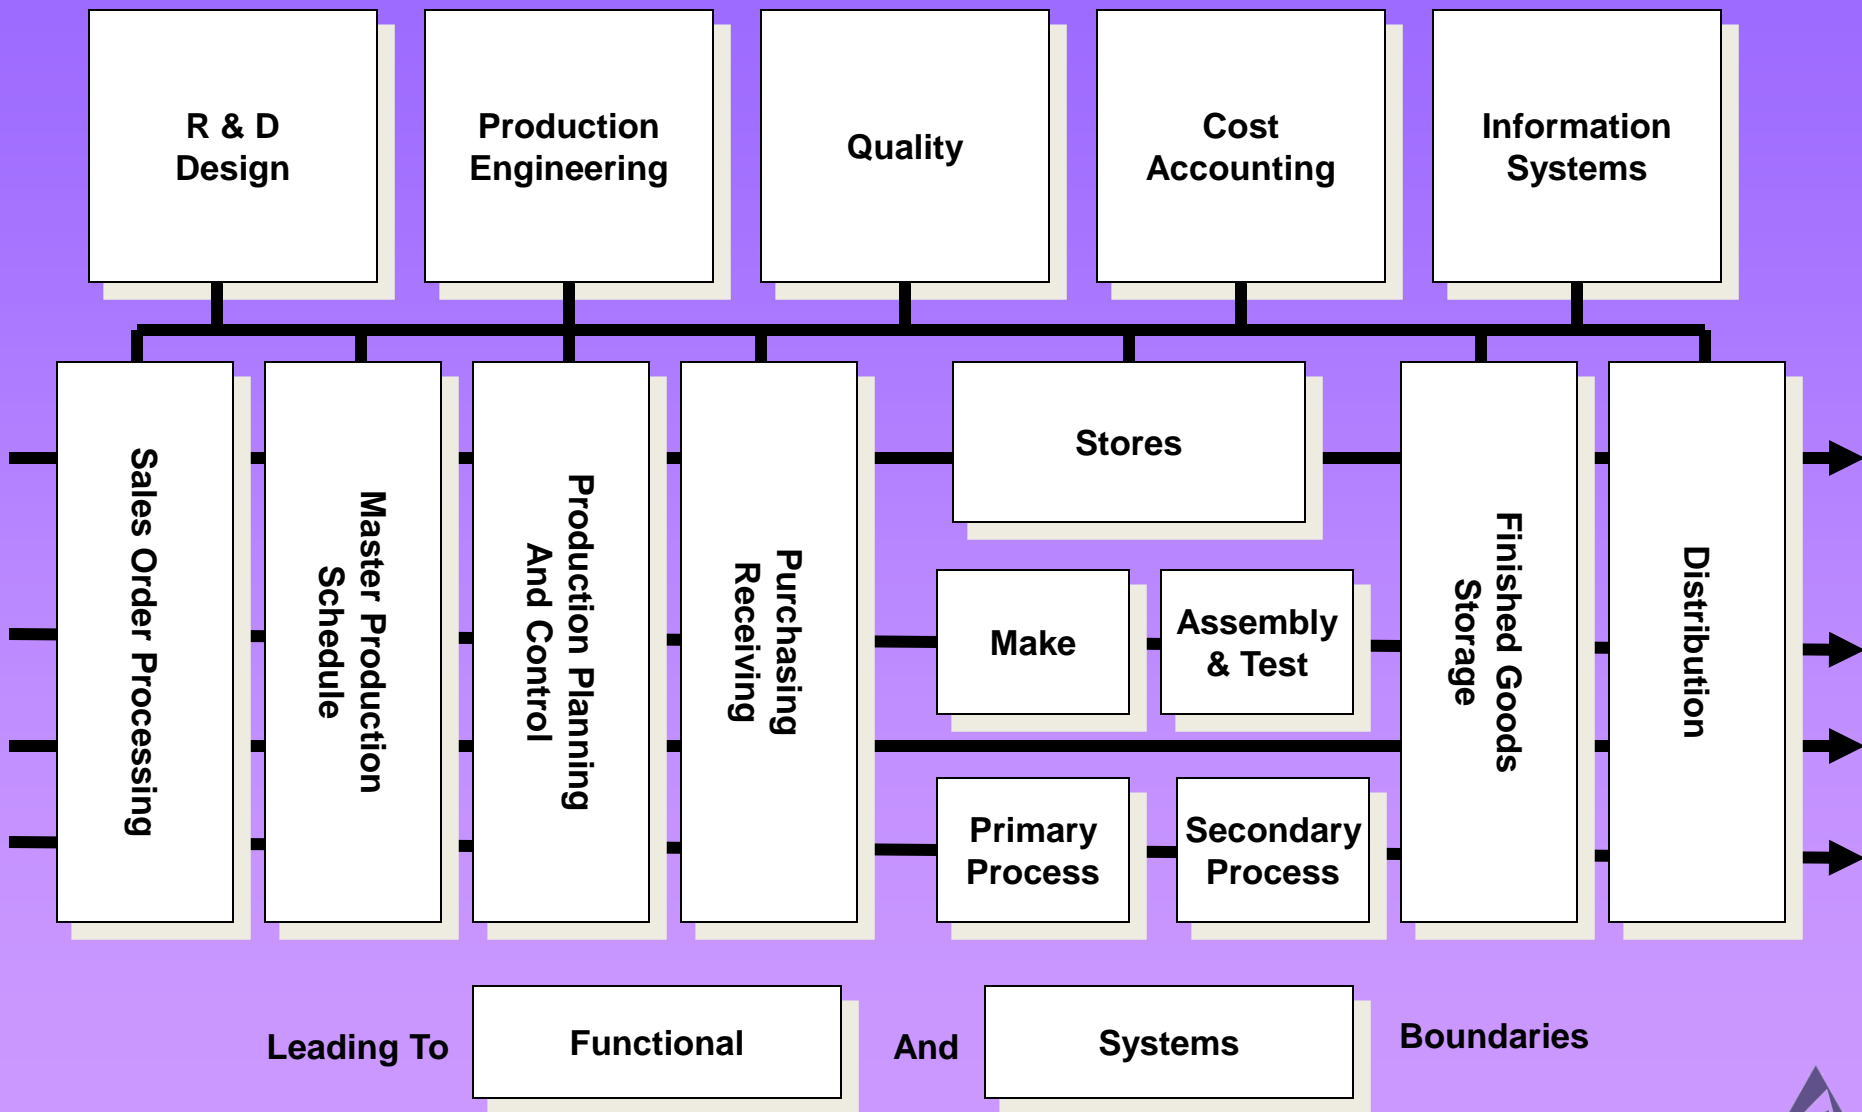 R & D
Design
Production
Engineering
Quality
Cost
Accounting
Information
Systems
Sales Order Processing
Master Production
Schedule
Production Planning
And Control
Purchasing
Receiving
Stores
Make
Assembly
& Test
Primary
Process
Secondary
Process
Finished Goods
Storage
Distribution
Leading To
Functional
And
Systems
Boundaries